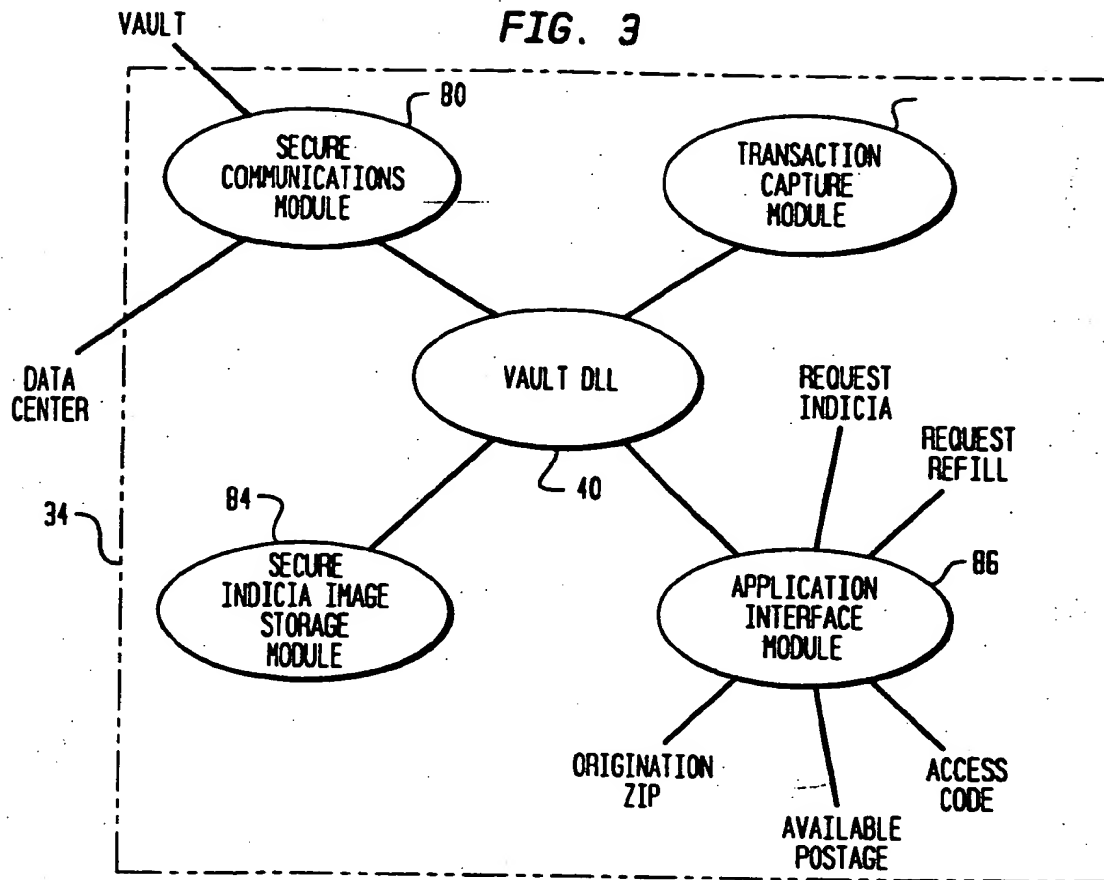 FIG. 3
VAULT
80
SECURE
COMMUNICATIONS
MODULE
TRANSACTION
CAPTURE
MODULE
VAULT DLL
40
DATA
CENTER
REQUEST
INDICIA
REQUEST
REFILL
34
84
SECURE
INDICIA IMAGE
STORAGE
MODULE
86
APPLICATION
INTERFACE
MODULE
ORIGINATION
ZIP
AVAILABLE
POSTAGE
ACCESS
CODE